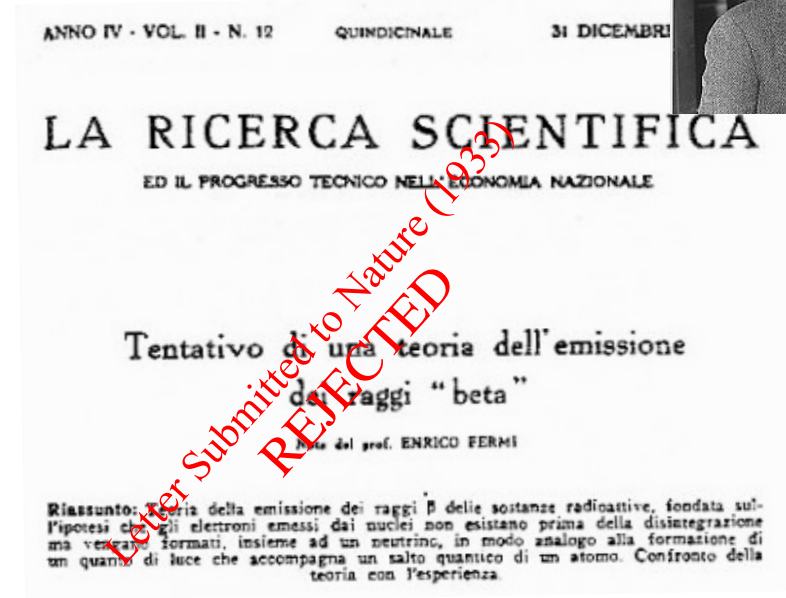 ANNO IV - VOL. II - N. 12 QUINDICINALE 31 DICEMBRE
LA RICERCA SCIENTIFICA
ED IL PROGRESSO TECNICO NELL'ECONOMIA NAZIONALE
Tentativo di una teoria dell'emissione
dei raggi "beta"
Note del prof. ENRICO FERMI
Riassunto: Teoria della emissione dei raggi β delle sostanze radioattive, fondata sul-
l'ipotesi che gli elettroni emessi dai nuclei non esistano prima della disintegrazione
ma vengano formati, insieme ad un neutrino, in modo analogo alla formazione di
un quanto di luce che accompagna un salto quantico di un atomo. Confronto della
teoria con l'esperienza.
Letter Submitted to Nature (1933)
REJECTED